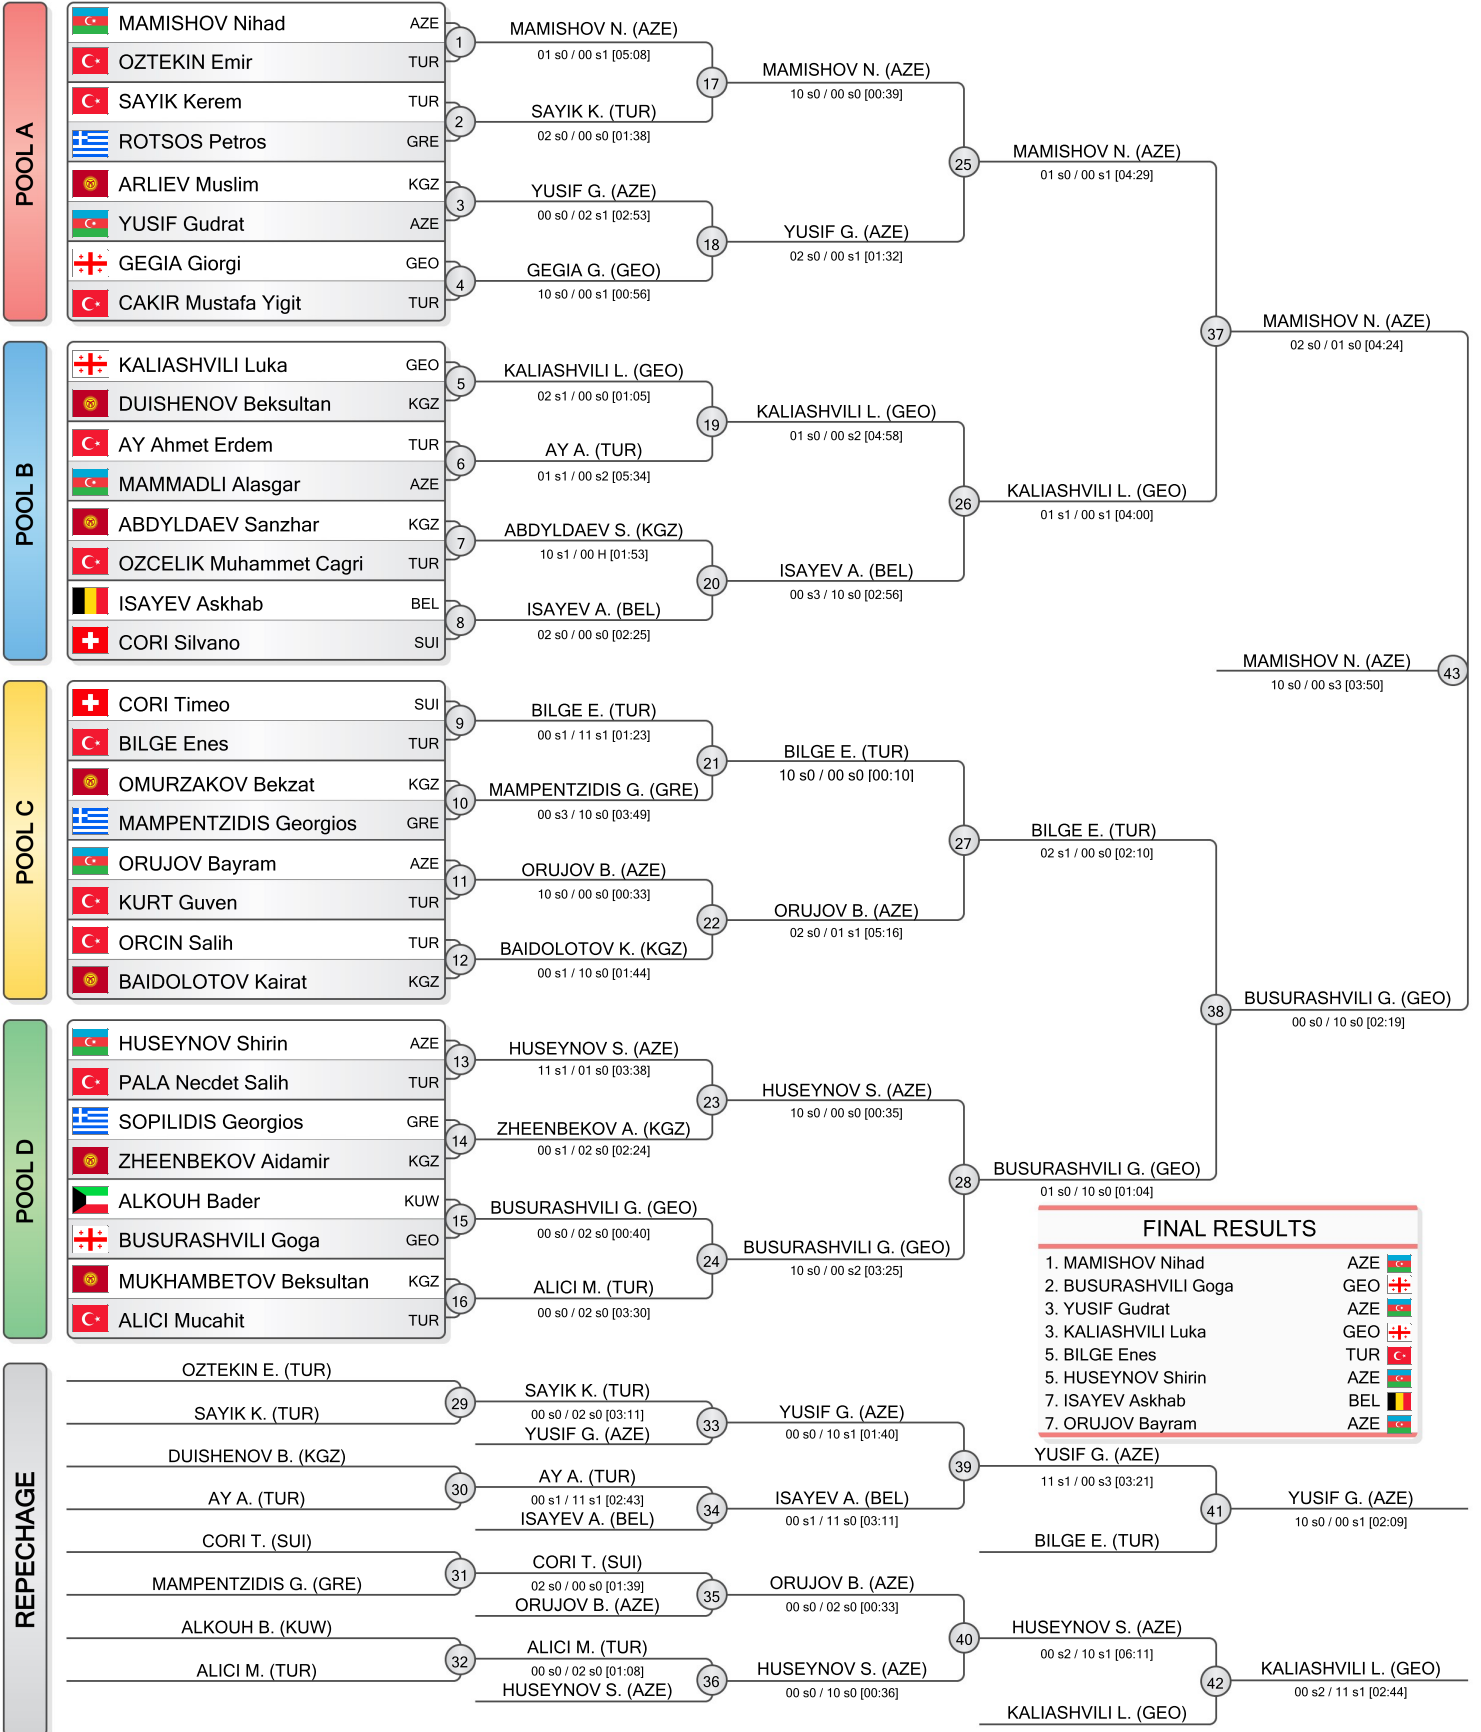 POOL A
MAMISHOV Nihad AZE
OZTEKIN Emir TUR
SAYIK Kerem TUR
ROTSOS Petros GRE
ARLIEV Muslim KGZ
YUSIF Gudrat AZE
GEGIA Giorgi GEO
CAKIR Mustafa Yigit TUR
1
2
3
4
MAMISHOV N. (AZE)
01 s0 / 00 s1 [05:08]
SAYIK K. (TUR)
02 s0 / 00 s0 [01:38]
YUSIF G. (AZE)
00 s0 / 02 s1 [02:53]
GEGIA G. (GEO)
10 s0 / 00 s1 [00:56]
17
18
MAMISHOV N. (AZE)
10 s0 / 00 s0 [00:39]
YUSIF G. (AZE)
02 s0 / 00 s1 [01:32]
25
MAMISHOV N. (AZE)
01 s0 / 00 s1 [04:29]
POOL B
KALIASHVILI Luka GEO
DUISHENOV Beksultan KGZ
AY Ahmet Erdem TUR
MAMMADLI Alasgar AZE
ABDYLDAEV Sanzhar KGZ
OZCELIK Muhammet Cagri TUR
ISAYEV Askhab BEL
CORI Silvano SUI
5
6
7
8
KALIASHVILI L. (GEO)
02 s1 / 00 s0 [01:05]
AY A. (TUR)
01 s1 / 00 s2 [05:34]
ABDYLDAEV S. (KGZ)
10 s1 / 00 H [01:53]
ISAYEV A. (BEL)
02 s0 / 00 s0 [02:25]
19
20
KALIASHVILI L. (GEO)
01 s0 / 00 s2 [04:58]
ISAYEV A. (BEL)
00 s3 / 10 s0 [02:56]
26
KALIASHVILI L. (GEO)
01 s1 / 00 s1 [04:00]
37
MAMISHOV N. (AZE)
02 s0 / 01 s0 [04:24]
MAMISHOV N. (AZE)
10 s0 / 00 s3 [03:50]
43
POOL C
CORI Timeo SUI
BILGE Enes TUR
OMURZAKOV Bekzat KGZ
MAMPENTZIDIS Georgios GRE
ORUJOV Bayram AZE
KURT Guven TUR
ORCIN Salih TUR
BAIDOLOTOV Kairat KGZ
9
10
11
12
BILGE E. (TUR)
00 s1 / 11 s1 [01:23]
MAMPENTZIDIS G. (GRE)
00 s3 / 10 s0 [03:49]
ORUJOV B. (AZE)
10 s0 / 00 s0 [00:33]
BAIDOLOTOV K. (KGZ)
00 s1 / 10 s0 [01:44]
21
22
BILGE E. (TUR)
10 s0 / 00 s0 [00:10]
ORUJOV B. (AZE)
02 s0 / 01 s1 [05:16]
27
BILGE E. (TUR)
02 s1 / 00 s0 [02:10]
38
BUSURASHVILI G. (GEO)
00 s0 / 10 s0 [02:19]
POOL D
HUSEYNOV Shirin AZE
PALA Necdet Salih TUR
SOPILIDIS Georgios GRE
ZHEENBEKOV Aidamir KGZ
ALKOUH Bader KUW
BUSURASHVILI Goga GEO
MUKHAMBETOV Beksultan KGZ
ALICI Mucahit TUR
13
14
15
16
HUSEYNOV S. (AZE)
11 s1 / 01 s0 [03:38]
ZHEENBEKOV A. (KGZ)
00 s1 / 02 s0 [02:24]
BUSURASHVILI G. (GEO)
00 s0 / 02 s0 [00:40]
ALICI M. (TUR)
00 s0 / 02 s0 [03:30]
23
24
HUSEYNOV S. (AZE)
10 s0 / 00 s0 [00:35]
BUSURASHVILI G. (GEO)
10 s0 / 00 s2 [03:25]
28
BUSURASHVILI G. (GEO)
01 s0 / 10 s0 [01:04]
FINAL RESULTS
1. MAMISHOV Nihad AZE
2. BUSURASHVILI Goga GEO
3. YUSIF Gudrat AZE
3. KALIASHVILI Luka GEO
5. BILGE Enes TUR
5. HUSEYNOV Shirin AZE
7. ISAYEV Askhab BEL
7. ORUJOV Bayram AZE
REPECHAGE
OZTEKIN E. (TUR)
SAYIK K. (TUR)
DUISHENOV B. (KGZ)
AY A. (TUR)
CORI T. (SUI)
MAMPENTZIDIS G. (GRE)
ALKOUH B. (KUW)
ALICI M. (TUR)
29
30
31
32
SAYIK K. (TUR)
00 s0 / 02 s0 [03:11]
YUSIF G. (AZE)
AY A. (TUR)
00 s1 / 11 s1 [02:43]
ISAYEV A. (BEL)
CORI T. (SUI)
02 s0 / 00 s0 [01:39]
ORUJOV B. (AZE)
ALICI M. (TUR)
00 s0 / 02 s0 [01:08]
HUSEYNOV S. (AZE)
33
34
35
36
YUSIF G. (AZE)
00 s0 / 10 s1 [01:40]
ISAYEV A. (BEL)
00 s1 / 11 s0 [03:11]
ORUJOV B. (AZE)
00 s0 / 02 s0 [00:33]
HUSEYNOV S. (AZE)
00 s0 / 10 s0 [00:36]
39
40
YUSIF G. (AZE)
11 s1 / 00 s3 [03:21]
BILGE E. (TUR)
HUSEYNOV S. (AZE)
00 s2 / 10 s1 [06:11]
KALIASHVILI L. (GEO)
41
42
YUSIF G. (AZE)
10 s0 / 00 s1 [02:09]
KALIASHVILI L. (GEO)
00 s2 / 11 s1 [02:44]